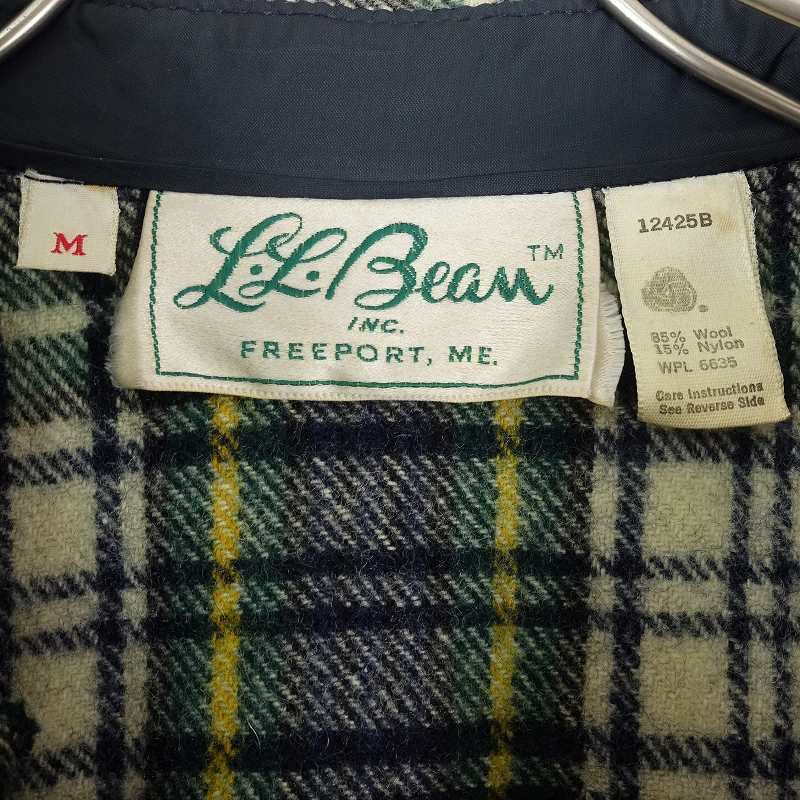 M
L.L.Bean™
INC.
FREEPORT, ME.
12425B
85% Wool
15% Nylon
WPL 6635
Care Instructions
See Reverse Side